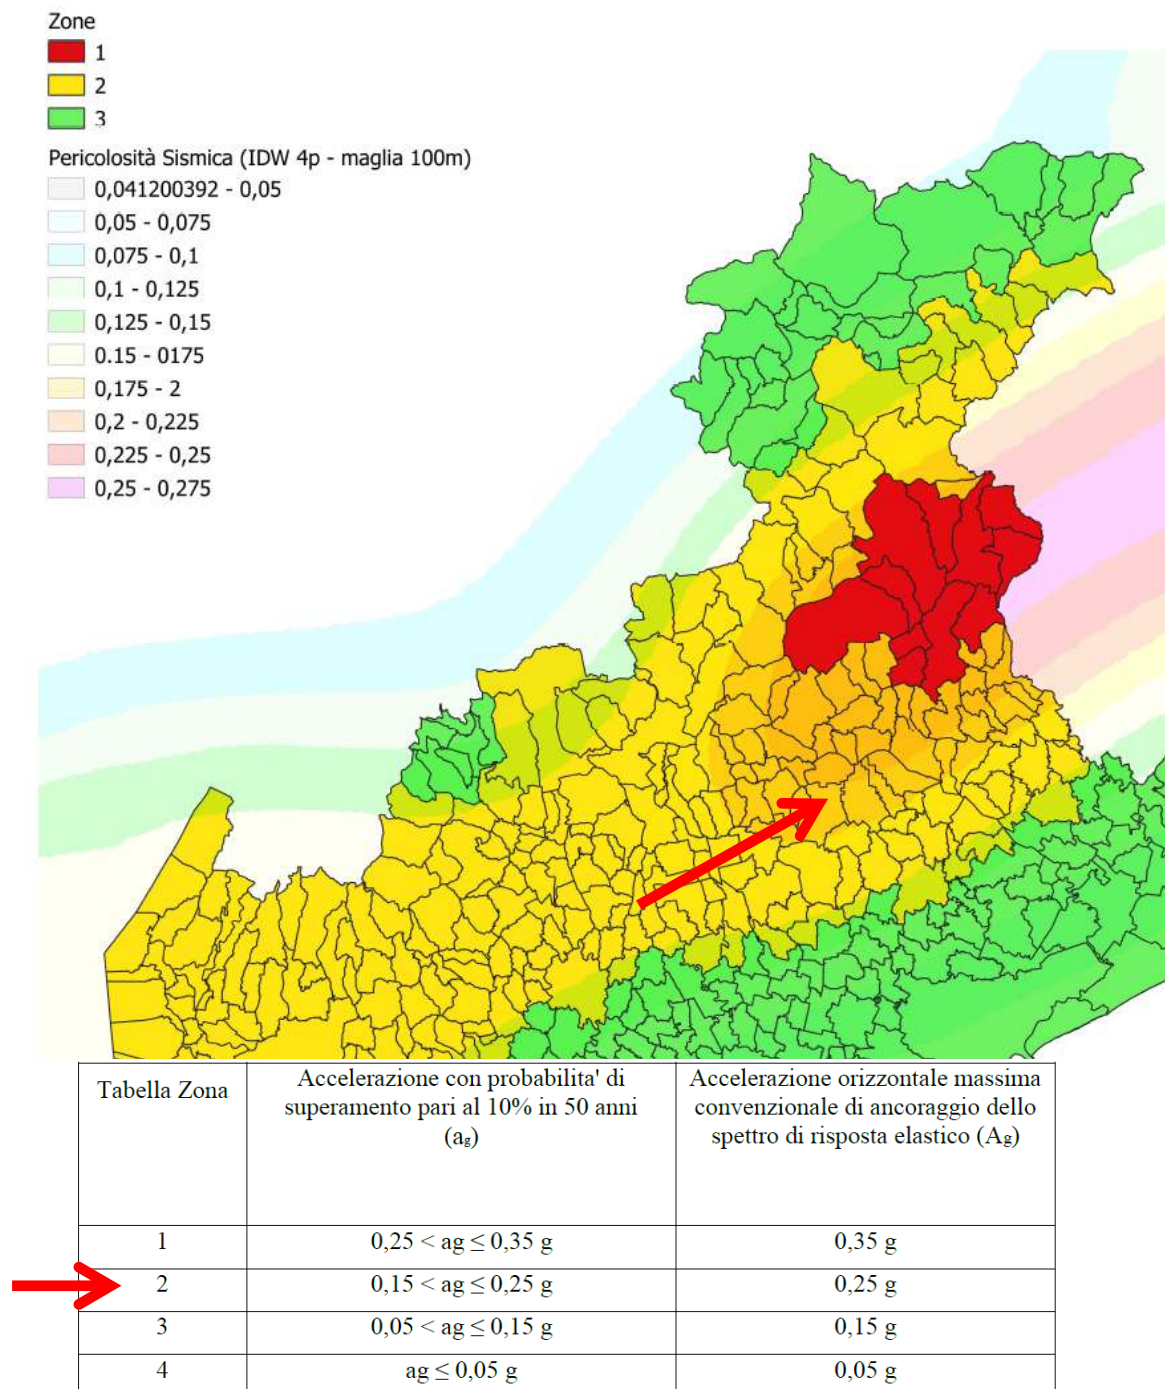 Zone
1
2
3
Pericolosità Sismica (IDW 4p - maglia 100m)
0,041200392 - 0,05
0,05 - 0,075
0,075 - 0,1
0,1 - 0,125
0,125 - 0,15
0.15 - 0175
0,175 - 2
0,2 - 0,225
0,225 - 0,25
0,25 - 0,275
Tabella Zona
Accelerazione con probabilita' di
superamento pari al 10% in 50 anni
(ag)
Accelerazione orizzontale massima
convenzionale di ancoraggio dello
spettro di risposta elastico (Ag)
1 0,25 < ag ≤ 0,35 g 0,35 g
2 0,15 < ag ≤ 0,25 g 0,25 g
3 0,05 < ag ≤ 0,15 g 0,15 g
4 ag ≤ 0,05 g 0,05 g